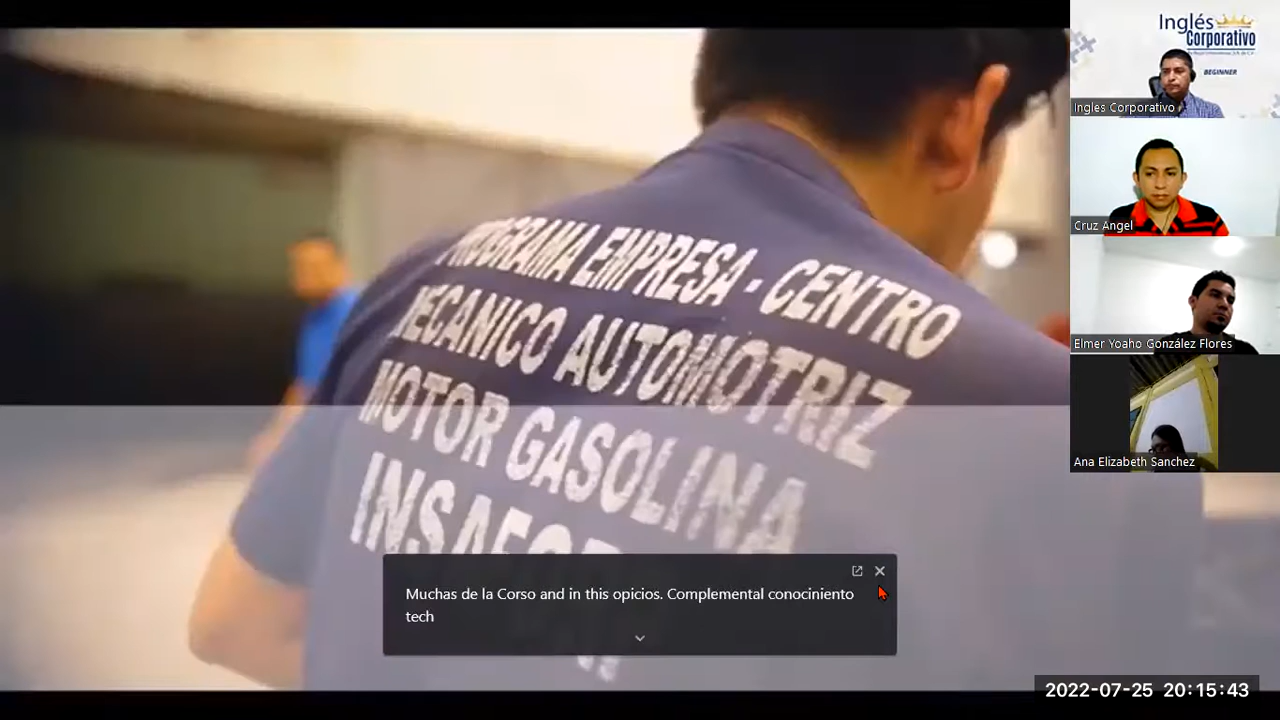 PROGRAMA EMPRESA - CENTRO
MECANICO AUTOMOTRIZ
MOTOR GASOLINA
Muchas de la Corso and in this opicios. Complemental conociniento
tech
Inglés
Corporativo
BEGINNER
Ingles Corporativo
Cruz Angel
Elmer Yoaho González Flores
Ana Elizabeth Sanchez
2022-07-25 20:15:43